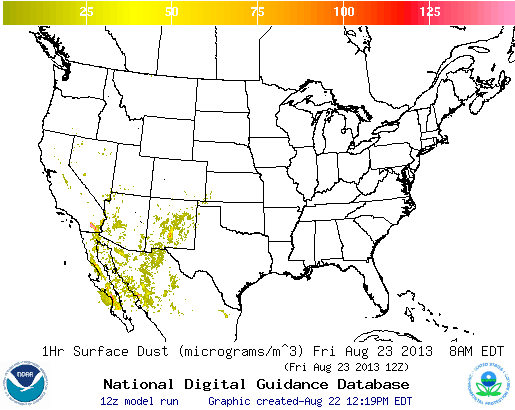 25 50 75 100 125
1Hr Surface Dust (micrograms/m^3) Fri Aug 23 2013 8AM EDT
(Fri Aug 23 2013 12Z)
National Digital Guidance Database
12z model run Graphic created-Aug 22 12:19PM EDT
NOAA